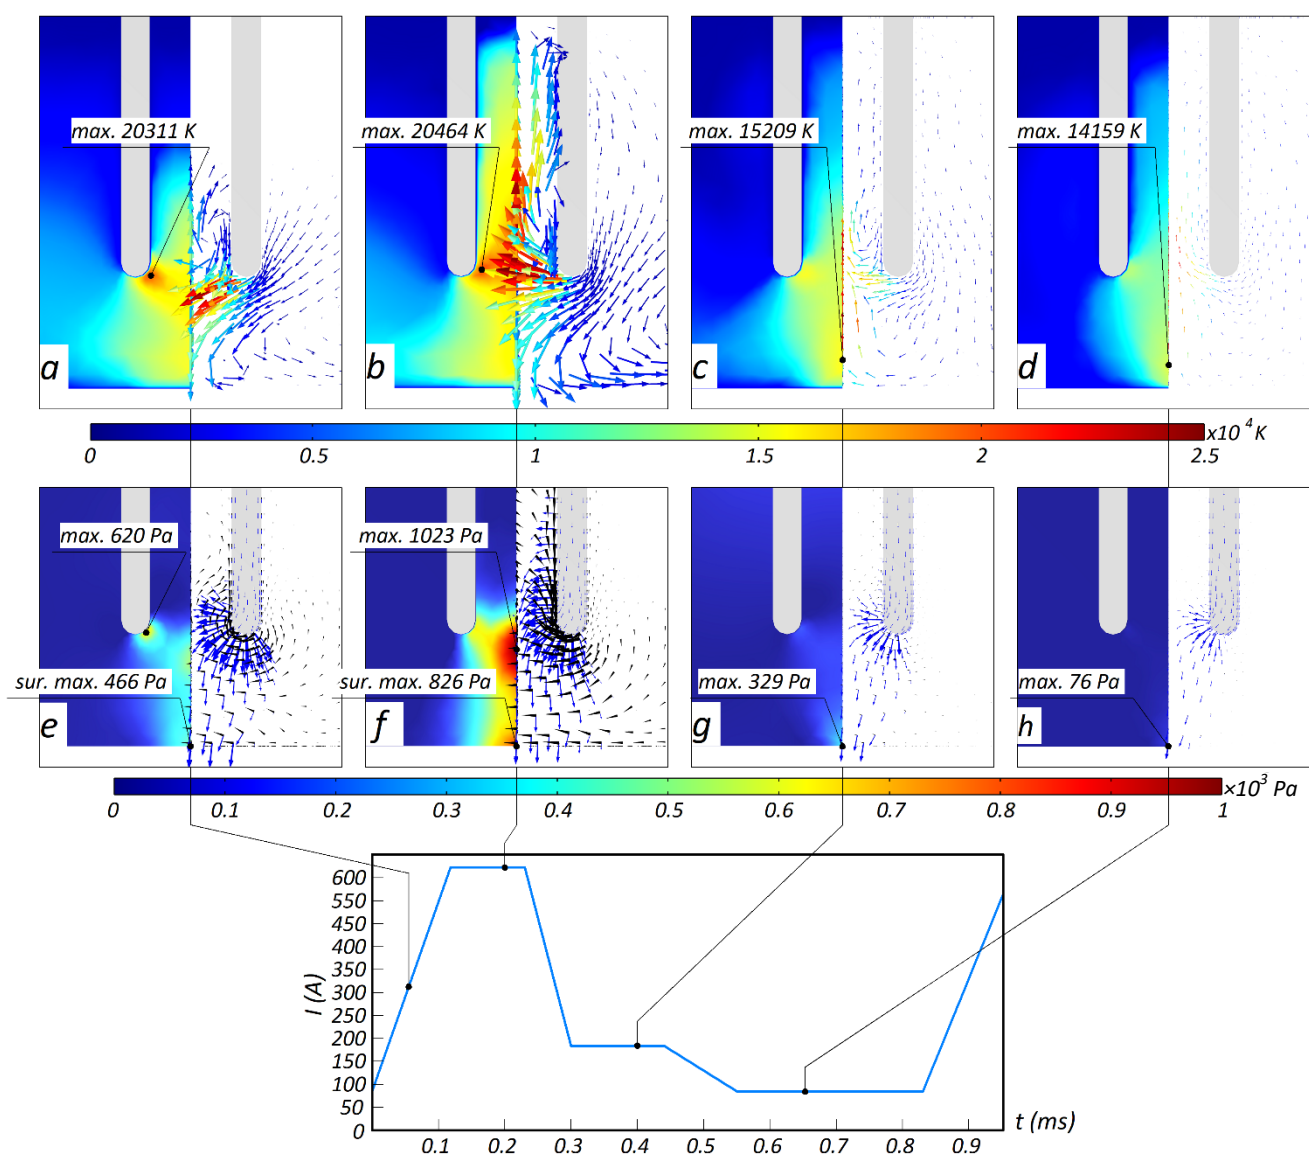 max. 20311 K
max. 20464 K
max. 15209 K
max. 14159 K
a
b
c
d
×10 ⁴ K
0 0.5 1 1.5 2 2.5
max. 620 Pa
max. 1023 Pa
sur. max. 466 Pa
sur. max. 826 Pa
max. 329 Pa
max. 76 Pa
e
f
g
h
×10³ Pa
0 0.1 0.2 0.3 0.4 0.5 0.6 0.7 0.8 0.9 1
I (A)
600
550
450
400
350
300
200
150
100
50
0
0.1 0.2 0.3 0.4 0.5 0.6 0.7 0.8 0.9
t (ms)